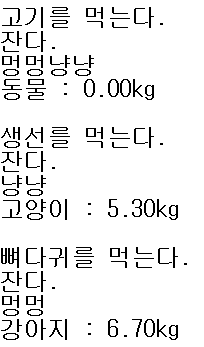 고기를 먹는다.
잔다.
멍멍냥냥
동물 : 0.00kg

생선를 먹는다.
잔다.
냥냥
고양이 : 5.30kg

뼈다귀를 먹는다.
잔다.
멍멍
강아지 : 6.70kg